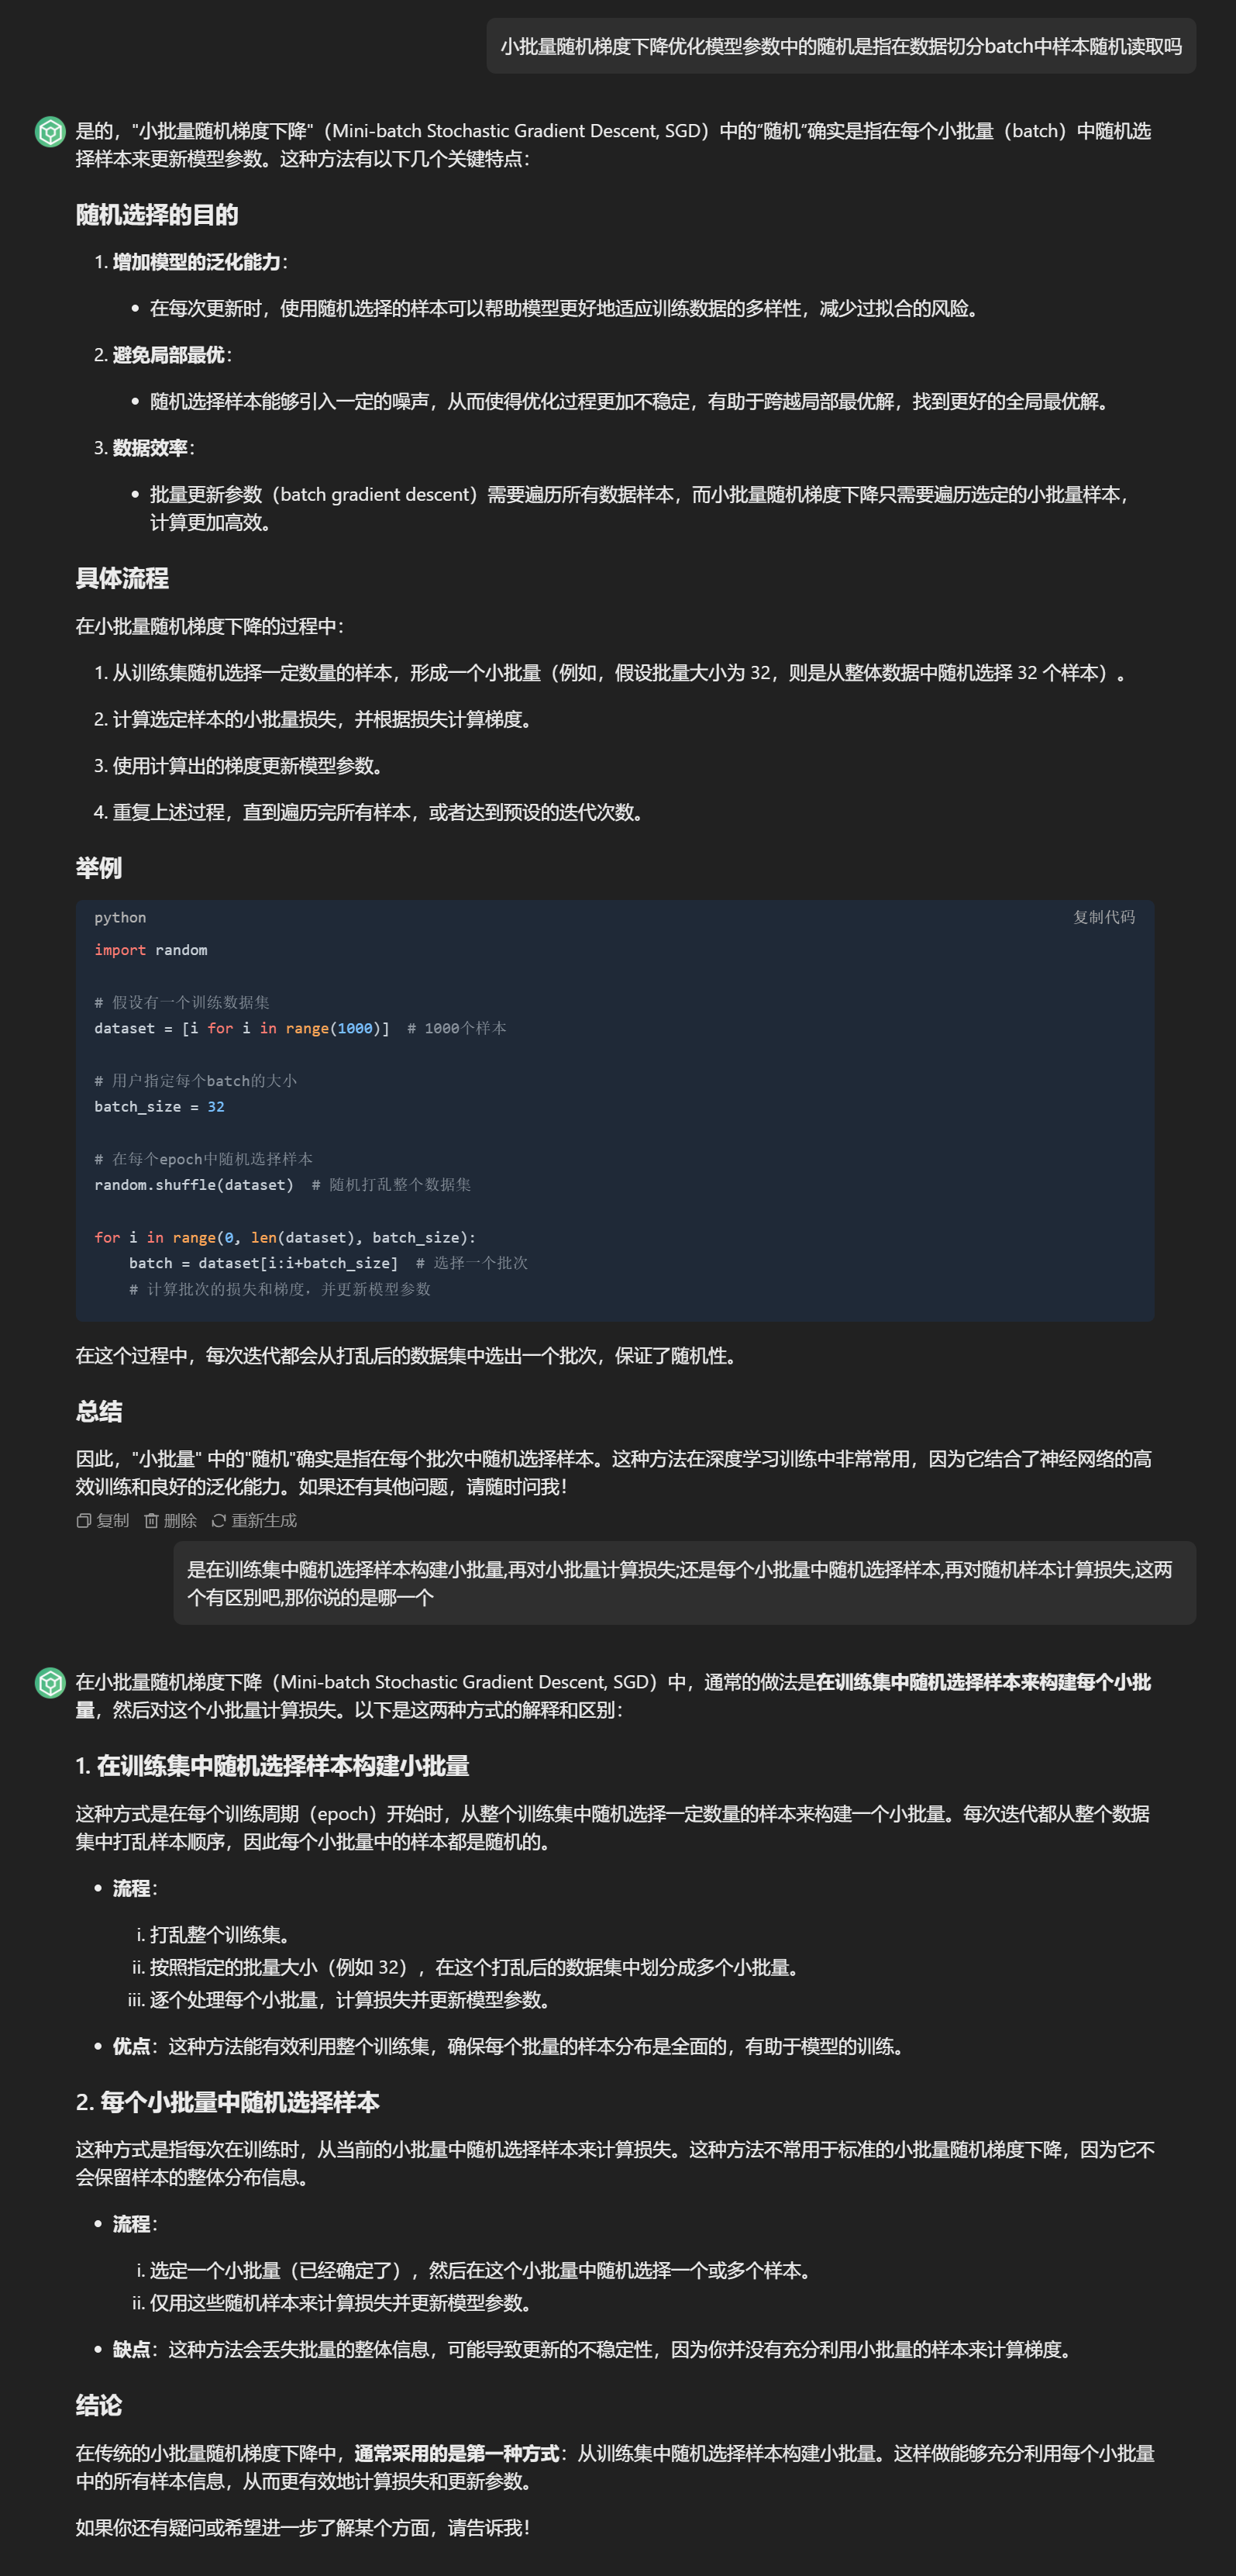 小批量随机梯度下降优化模型参数中的随机是指在数据切分batch中样本随机读取吗
是的，"小批量随机梯度下降"（Mini-batch Stochastic Gradient Descent, SGD）中的“随机”确实是指在每个小批量（batch）中随机选
择样本来更新模型参数。这种方法有以下几个关键特点：
随机选择的目的
1. 增加模型的泛化能力：
• 在每次更新时，使用随机选择的样本可以帮助模型更好地适应训练数据的多样性，减少过拟合的风险。
2. 避免局部最优：
• 随机选择样本能够引入一定的噪声，从而使得优化过程更加不稳定，有助于跨越局部最优解，找到更好的全局最优解。
3. 数据效率：
• 批量更新参数（batch gradient descent）需要遍历所有数据样本，而小批量随机梯度下降只需要遍历选定的小批量样本，
计算更加高效。
具体流程
在小批量随机梯度下降的过程中：
1. 从训练集随机选择一定数量的样本，形成一个小批量（例如，假设批量大小为 32，则是从整体数据中随机选择 32 个样本）。
2. 计算选定样本的小批量损失，并根据损失计算梯度。
3. 使用计算出的梯度更新模型参数。
4. 重复上述过程，直到遍历完所有样本，或者达到预设的迭代次数。
举例
python 复制代码
import random
# 假设有一个训练数据集
dataset = [i for i in range(1000)]  # 1000个样本
# 用户指定每个batch的大小
batch_size = 32
# 在每个epoch中随机选择样本
random.shuffle(dataset)  # 随机打乱整个数据集
for i in range(0, len(dataset), batch_size):
    batch = dataset[i:i+batch_size]  # 选择一个批次
    # 计算批次的损失和梯度，并更新模型参数
在这个过程中，每次迭代都会从打乱后的数据集中选出一个批次，保证了随机性。
总结
因此，"小批量" 中的"随机"确实是指在每个批次中随机选择样本。这种方法在深度学习训练中非常常用，因为它结合了神经网络的高
效训练和良好的泛化能力。如果还有其他问题，请随时问我！
复制 删除 重新生成
是在训练集中随机选择样本构建小批量,再对小批量计算损失;还是每个小批量中随机选择样本,再对随机样本计算损失,这两
个有区别吧,那你说的是哪一个
在小批量随机梯度下降（Mini-batch Stochastic Gradient Descent, SGD）中，通常的做法是在训练集中随机选择样本来构建每个小批
量，然后对这个小批量计算损失。以下是这两种方式的解释和区别：
1. 在训练集中随机选择样本构建小批量
这种方式是在每个训练周期（epoch）开始时，从整个训练集中随机选择一定数量的样本来构建一个小批量。每次迭代都从整个数据
集中打乱样本顺序，因此每个小批量中的样本都是随机的。
• 流程：
i. 打乱整个训练集。
ii. 按照指定的批量大小（例如 32），在这个打乱后的数据集中划分成多个小批量。
iii. 逐个处理每个小批量，计算损失并更新模型参数。
• 优点：这种方法能有效利用整个训练集，确保每个批量的样本分布是全面的，有助于模型的训练。
2. 每个小批量中随机选择样本
这种方式是指每次在训练时，从当前的小批量中随机选择样本来计算损失。这种方法不常用于标准的小批量随机梯度下降，因为它不
会保留样本的整体分布信息。
• 流程：
i. 选定一个小批量（已经确定了），然后在这个小批量中随机选择一个或多个样本。
ii. 仅用这些随机样本来计算损失并更新模型参数。
• 缺点：这种方法会丢失批量的整体信息，可能导致更新的不稳定性，因为你并没有充分利用小批量的样本来计算梯度。
结论
在传统的小批量随机梯度下降中，通常采用的是第一种方式：从训练集中随机选择样本构建小批量。这样做能够充分利用每个小批量
中的所有样本信息，从而更有效地计算损失和更新参数。
如果你还有疑问或希望进一步了解某个方面，请告诉我！